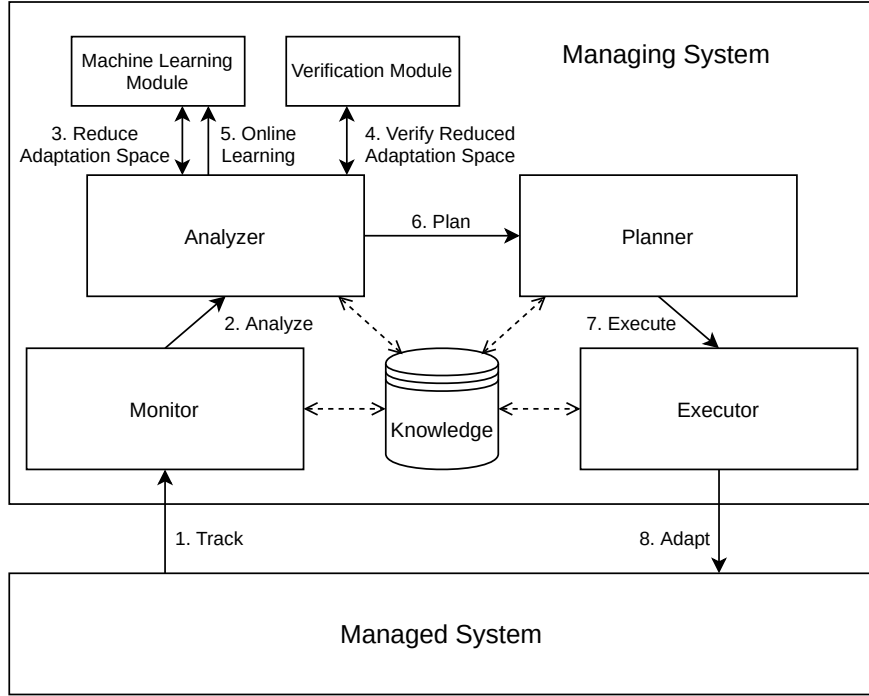 Managing System
Machine Learning
Module
Verification Module
3. Reduce
Adaptation Space
5. Online
Learning
4. Verify Reduced
Adaptation Space
Analyzer
6. Plan
Planner
2. Analyze
7. Execute
Monitor
Knowledge
Executor
1. Track
8. Adapt
Managed System